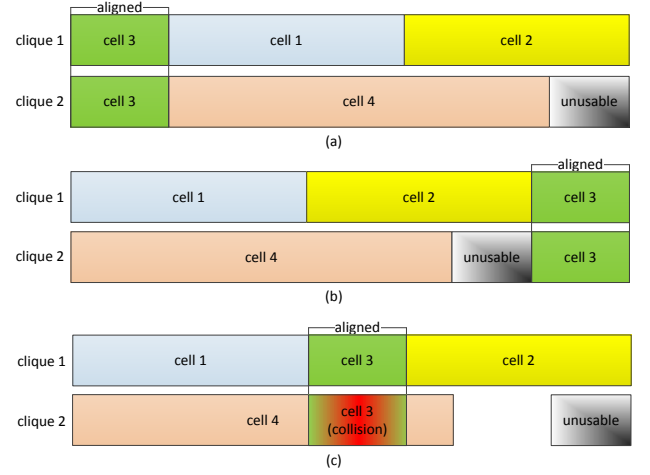 aligned
clique 1 cell 3 cell 1 cell 2
clique 2 cell 3 cell 4 unusable
(a)
aligned
clique 1 cell 1 cell 2 cell 3
clique 2 cell 4 unusable cell 3
(b)
aligned
clique 1 cell 1 cell 3 cell 2
clique 2 cell 4 cell 3 unusable
(collision)
(c)